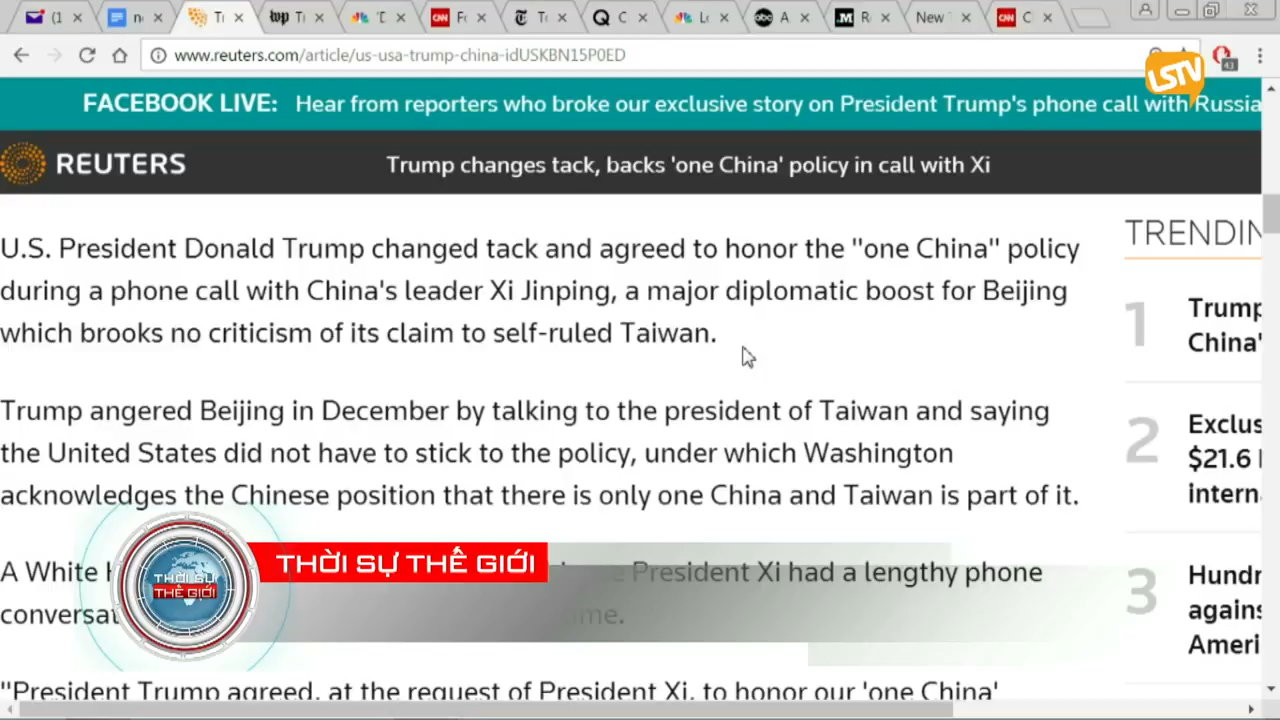 www.reuters.com/article/us-usa-trump-china-idUSKBN15P0ED
LSTV
FACEBOOK LIVE: Hear from reporters who broke our exclusive story on President Trump's phone call with Russia
REUTERS
Trump changes tack, backs 'one China' policy in call with Xi
U.S. President Donald Trump changed tack and agreed to honor the "one China" policy
during a phone call with China's leader Xi Jinping, a major diplomatic boost for Beijing
which brooks no criticism of its claim to self-ruled Taiwan.
Trump angered Beijing in December by talking to the president of Taiwan and saying
the United States did not have to stick to the policy, under which Washington
acknowledges the Chinese position that there is only one China and Taiwan is part of it.
A White
President Xi had a lengthy phone
"President Trump agreed, at the request of President Xi, to honor our 'one China'
TRENDIN
1
Trump
China'
2
Exclus
$21.6
intern
3
Hundr
against
Ameri
THỜI SỰ THẾ GIỚI
THỜI SỰ
THẾ GIỚI